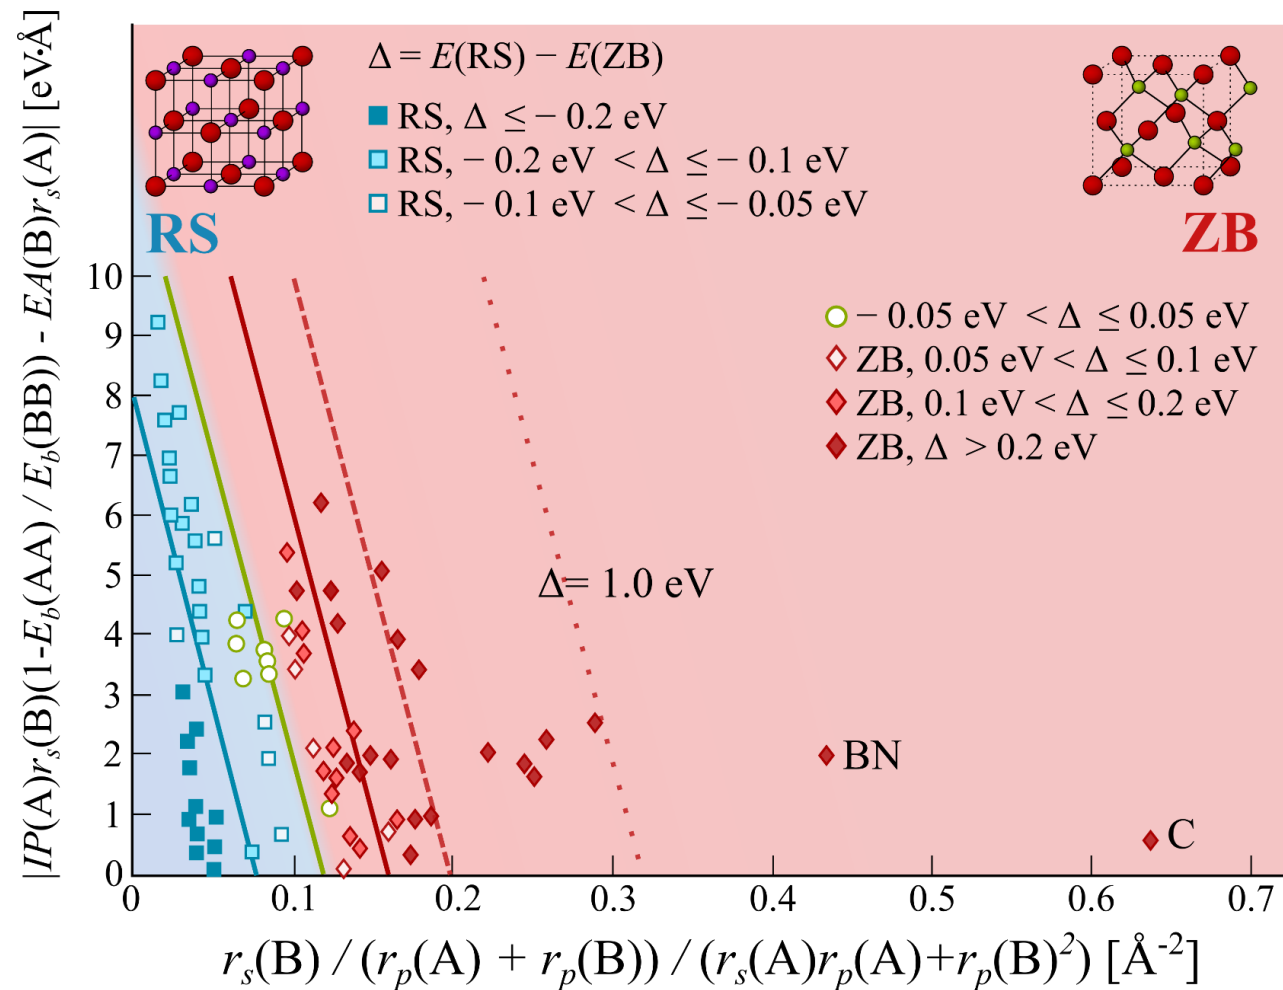 |IP(A)r_s(B)(1-E_b(AA) / E_b(BB)) - EA(B)r_s(A)| [eV·Å]
Δ = E(RS) − E(ZB)
RS, Δ ≤ − 0.2 eV
RS, − 0.2 eV < Δ ≤ − 0.1 eV
RS, − 0.1 eV < Δ ≤ − 0.05 eV
RS
ZB
− 0.05 eV < Δ ≤ 0.05 eV
ZB, 0.05 eV < Δ ≤ 0.1 eV
ZB, 0.1 eV < Δ ≤ 0.2 eV
ZB, Δ > 0.2 eV
10
9
8
7
6
5
4
3
2
1
0
Δ= 1.0 eV
BN
C
0 0.1 0.2 0.3 0.4 0.5 0.6 0.7
r_s(B) / (r_p(A) + r_p(B)) / (r_s(A)r_p(A)+r_p(B)²) [Å⁻²]